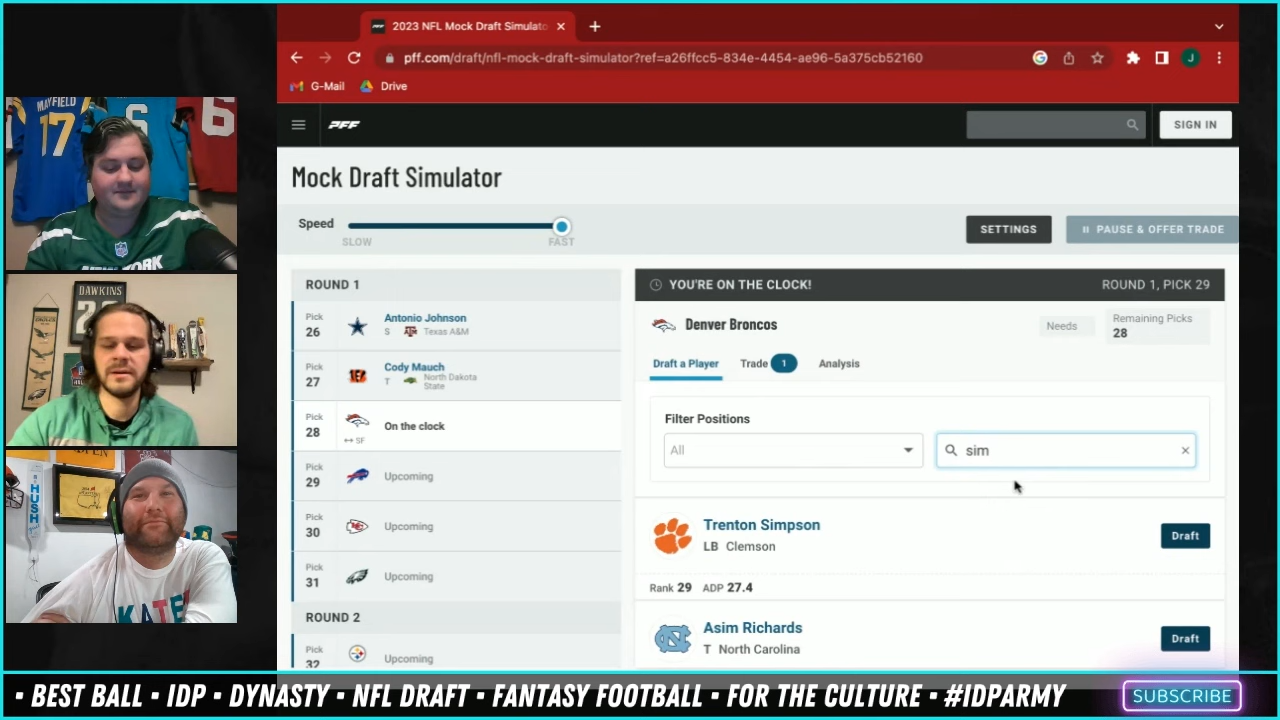 2023 NFL Mock Draft Simulato
pff.com/draft/nfl-mock-draft-simulator?ref=a26ffcc5-834e-4454-ae96-5a375cb52160
J
G-Mail
Drive
PFF
SIGN IN
Mock Draft Simulator
Speed
SLOW
FAST
SETTINGS
PAUSE & OFFER TRADE
ROUND 1
Pick
26
Antonio Johnson
S Texas A&M
Pick
27
Cody Mauch
T North Dakota
State
Pick
28
↔ SF
On the clock
Pick
29
Upcoming
Pick
30
Upcoming
Pick
31
Upcoming
ROUND 2
Pick
32
Upcoming
YOU'RE ON THE CLOCK!
ROUND 1, PICK 29
Denver Broncos
Needs
Remaining Picks
28
Draft a Player
Trade 1
Analysis
Filter Positions
All
sim
Trenton Simpson
LB Clemson
Draft
Rank 29 ADP 27.4
Asim Richards
T North Carolina
Draft
MAYFIELD
17
6
6
NEW YORK
DAWKINS
HUSH
KATE
• BEST BALL • IDP • DYNASTY • NFL DRAFT • FANTASY FOOTBALL • FOR THE CULTURE • #IDPARMY
SUBSCRIBE